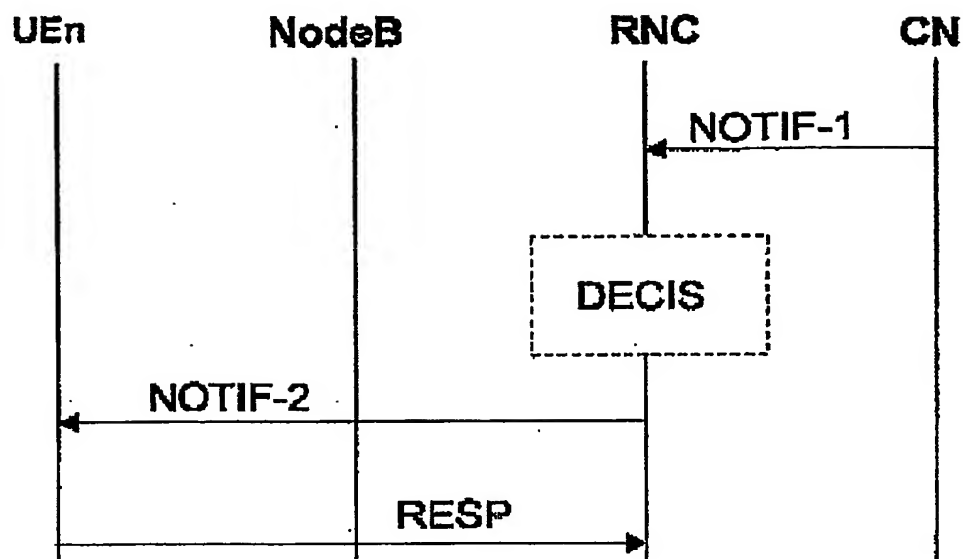 UEn NodeB RNC CN
NOTIF-1
DECIS
NOTIF-2
RESP